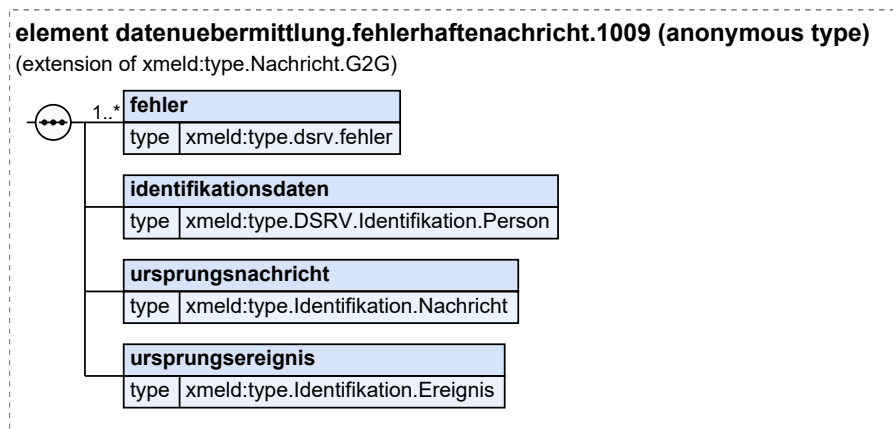 element datenuebermittlung.fehlerhaftenachricht.1009 (anonymous type)
(extension of xmeld:type.Nachricht.G2G)
1..* fehler
type xmeld:type.dsrv.fehler
identifikationsdaten
type xmeld:type.DSRV.Identifikation.Person
ursprungsnachricht
type xmeld:type.Identifikation.Nachricht
ursprungsereignis
type xmeld:type.Identifikation.Ereignis